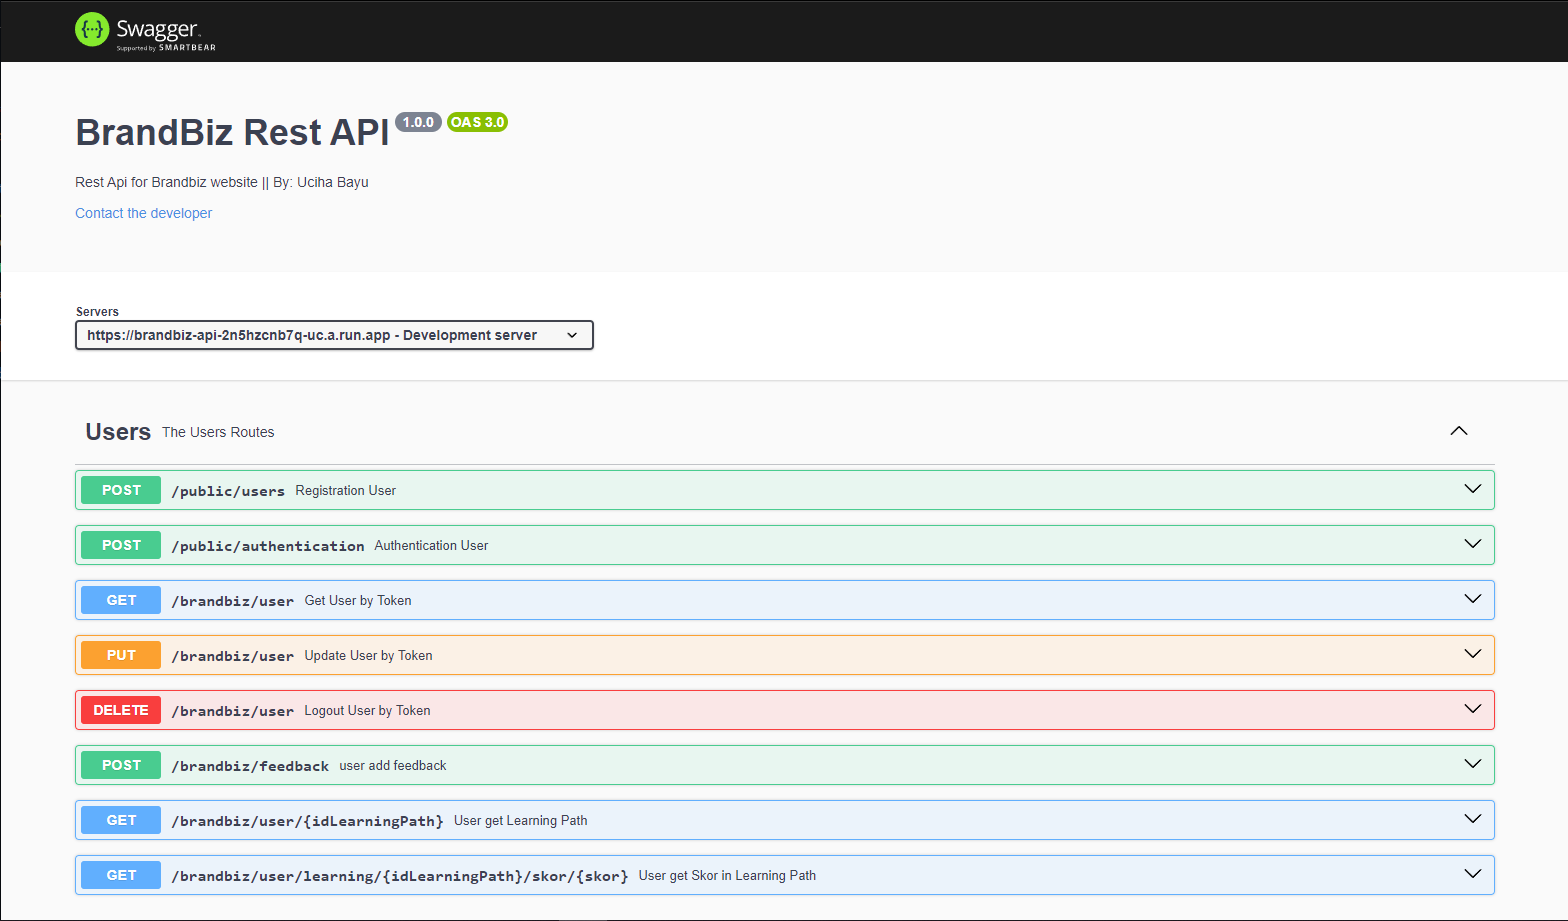 Swagger
Supported by SMARTBEAR
BrandBiz Rest API 1.0.0 OAS 3.0
Rest Api for Brandbiz website || By: Uciha Bayu
Contact the developer
Servers
https://brandbiz-api-2n5hzcnb7q-uc.a.run.app - Development server
Users The Users Routes
POST /public/users Registration User
POST /public/authentication Authentication User
GET /brandbiz/user Get User by Token
PUT /brandbiz/user Update User by Token
DELETE /brandbiz/user Logout User by Token
POST /brandbiz/feedback user add feedback
GET /brandbiz/user/{idLearningPath} User get Learning Path
GET /brandbiz/user/learning/{idLearningPath}/skor/{skor} User get Skor in Learning Path